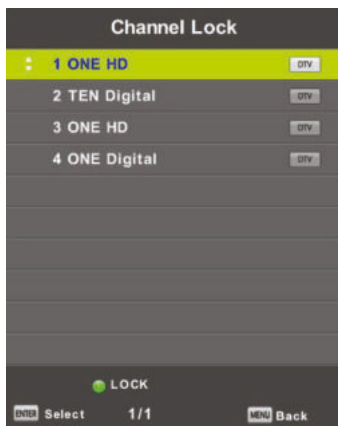 Channel Lock
1 ONE HD DTV
2 TEN Digital DTV
3 ONE HD DTV
4 ONE Digital DTV
LOCK
ENTER Select 1/1 MENU Back